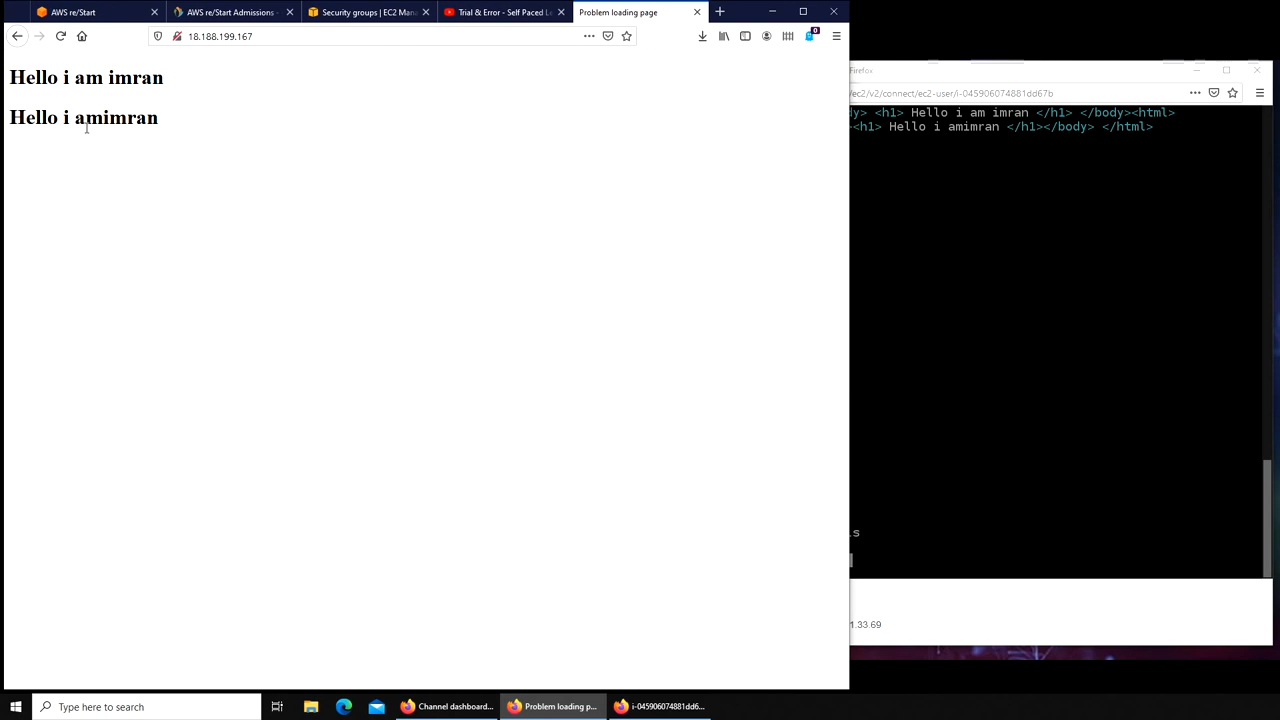 AWS re/Start
AWS re/Start Admissions -
Security groups | EC2 Mana
Trial & Error - Self Paced Le
Problem loading page
18.188.199.167
0
Hello i am imran
Hello i amimran
Firefox
/ec2/v2/connect/ec2-user/i-045906074881dd67b
dy> <h1> Hello i am imran </h1> </body><html>
<h1> Hello i amimran </h1></body> </html>
ls
1.33.69
Type here to search
Channel dashboard...
Problem loading p...
i-045906074881dd6...